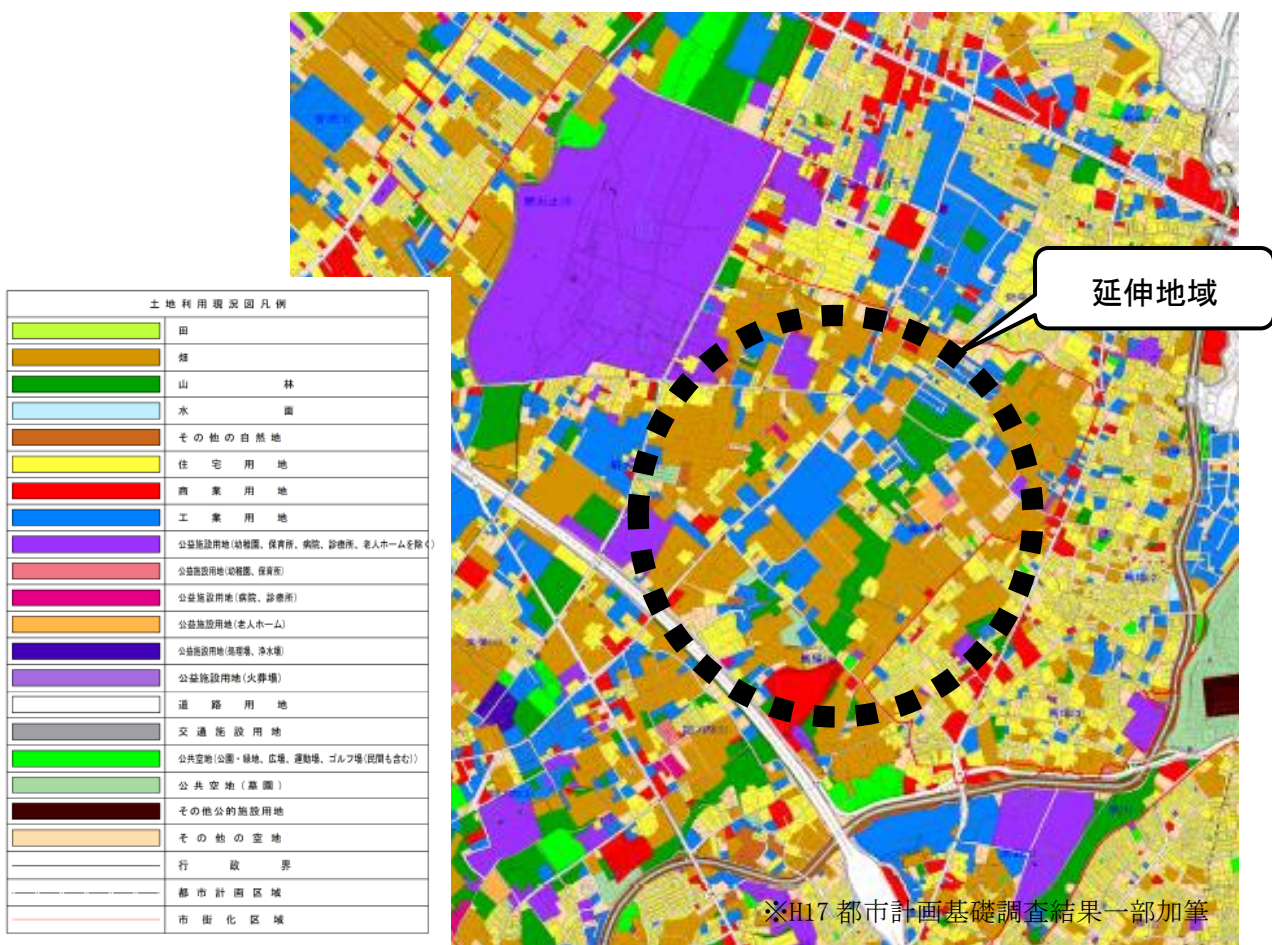 延伸地域
土地利用現況図凡例
田
畑
山林
水面
その他の自然地
住宅用地
商業用地
工業用地
公益施設用地(幼稚園、保育所、病院、診療所、老人ホームを除く)
公益施設用地(幼稚園、保育所)
公益施設用地(病院、診療所)
公益施設用地(老人ホーム)
公益施設用地(処理場、浄水場)
公益施設用地(火葬場)
道路用地
交通施設用地
公共空地(公園・緑地、広場、運動場、ゴルフ場(民間も含む))
公共空地(墓園)
その他公的施設用地
その他の空地
行政界
都市計画区域
市街化区域
※H17 都市計画基礎調査結果一部加筆